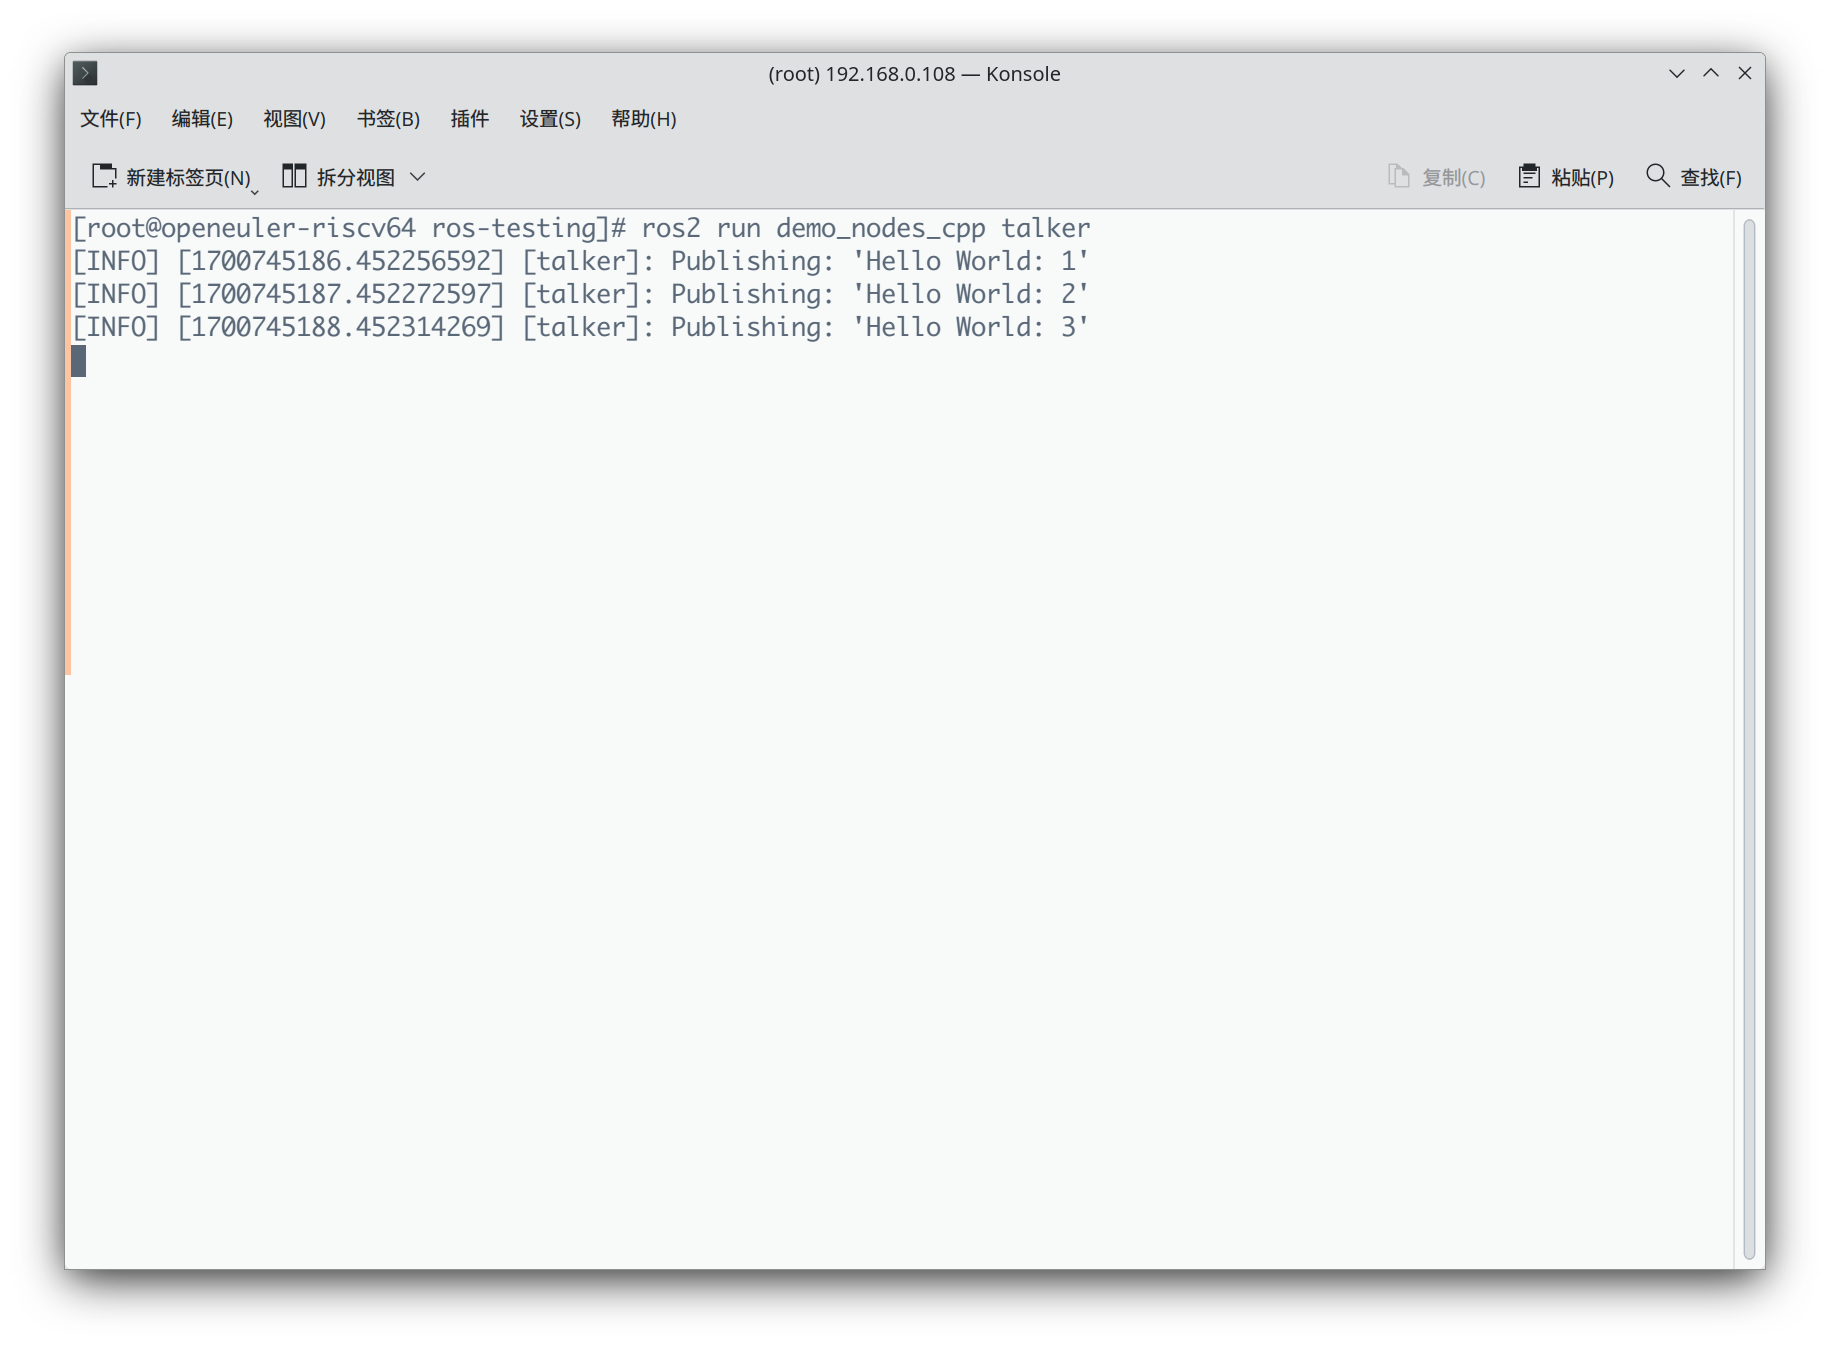 (root) 192.168.0.108 — Konsole
文件(F) 编辑(E) 视图(V) 书签(B) 插件 设置(S) 帮助(H)
新建标签页(N) 拆分视图 复制(C) 粘贴(P) 查找(F)
[root@openeuler-riscv64 ros-testing]# ros2 run demo_nodes_cpp talker
[INFO] [1700745186.452256592] [talker]: Publishing: 'Hello World: 1'
[INFO] [1700745187.452272597] [talker]: Publishing: 'Hello World: 2'
[INFO] [1700745188.452314269] [talker]: Publishing: 'Hello World: 3'